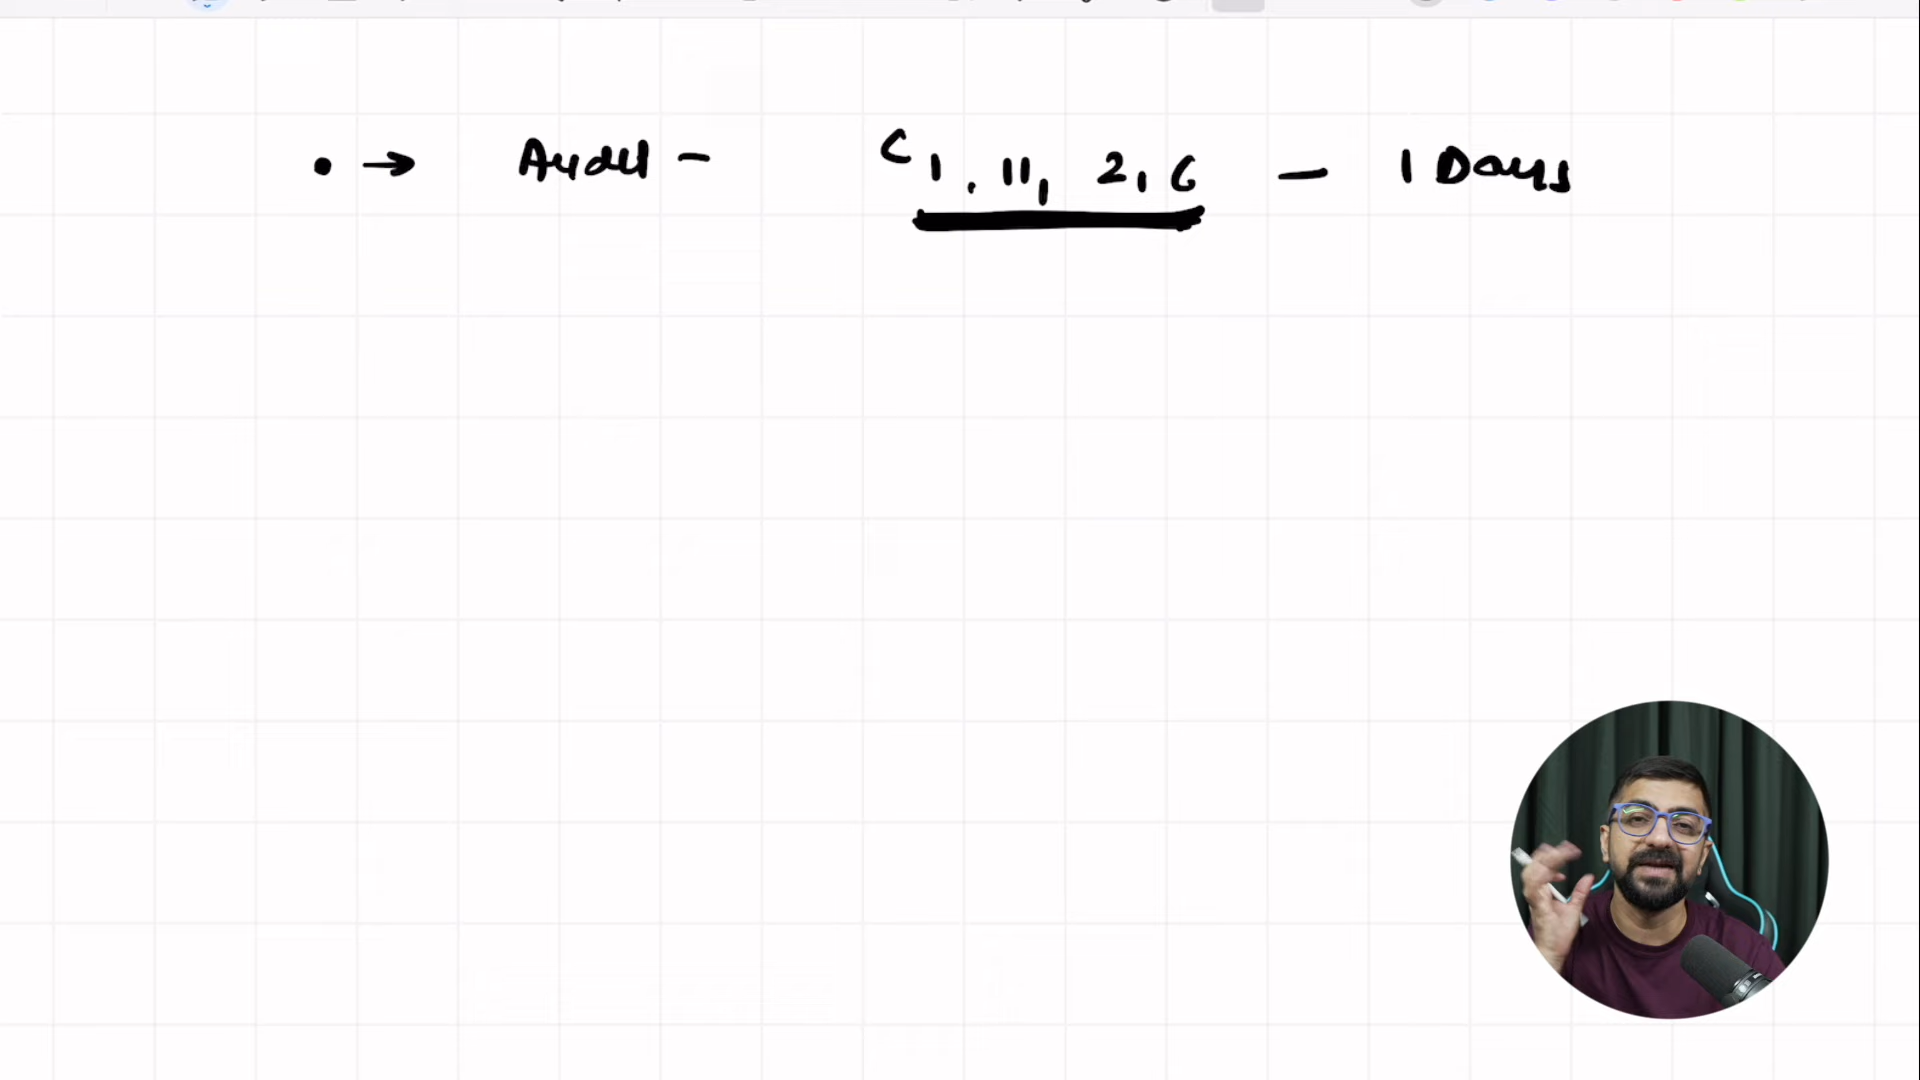 • → Audit - C 1, 11, 2, 6 - 1 Days